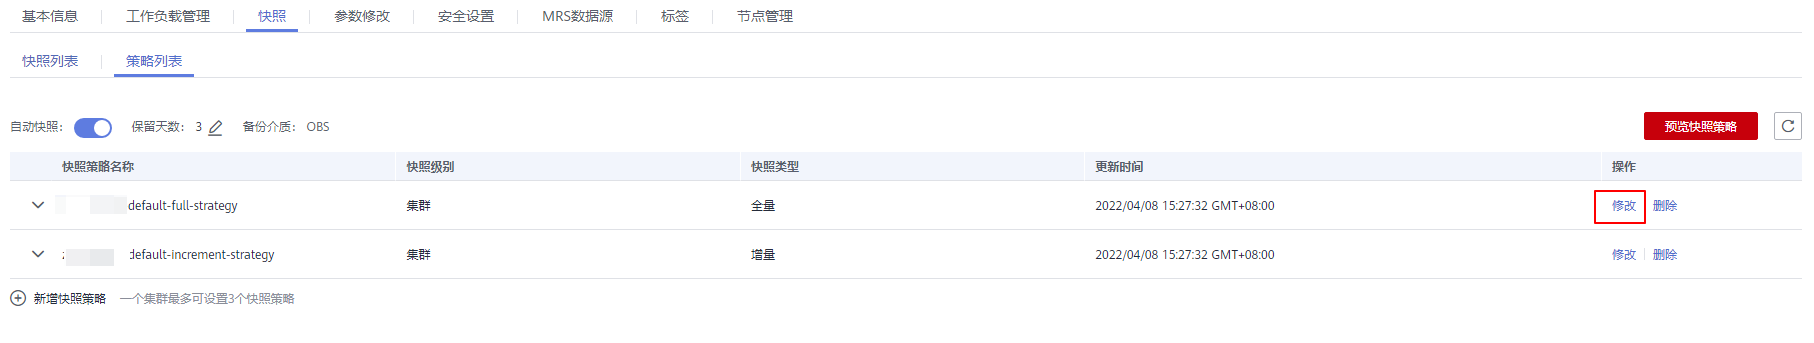 基本信息 工作负载管理 快照 参数修改 安全设置 MRS数据源 标签 节点管理
快照列表 策略列表
自动快照： 保留天数： 3 备份介质： OBS 预览快照策略
快照策略名称 快照级别 快照类型 更新时间 操作
default-full-strategy 集群 全量 2022/04/08 15:27:32 GMT+08:00 修改 删除
default-increment-strategy 集群 增量 2022/04/08 15:27:32 GMT+08:00 修改 删除
新增快照策略 一个集群最多可设置3个快照策略